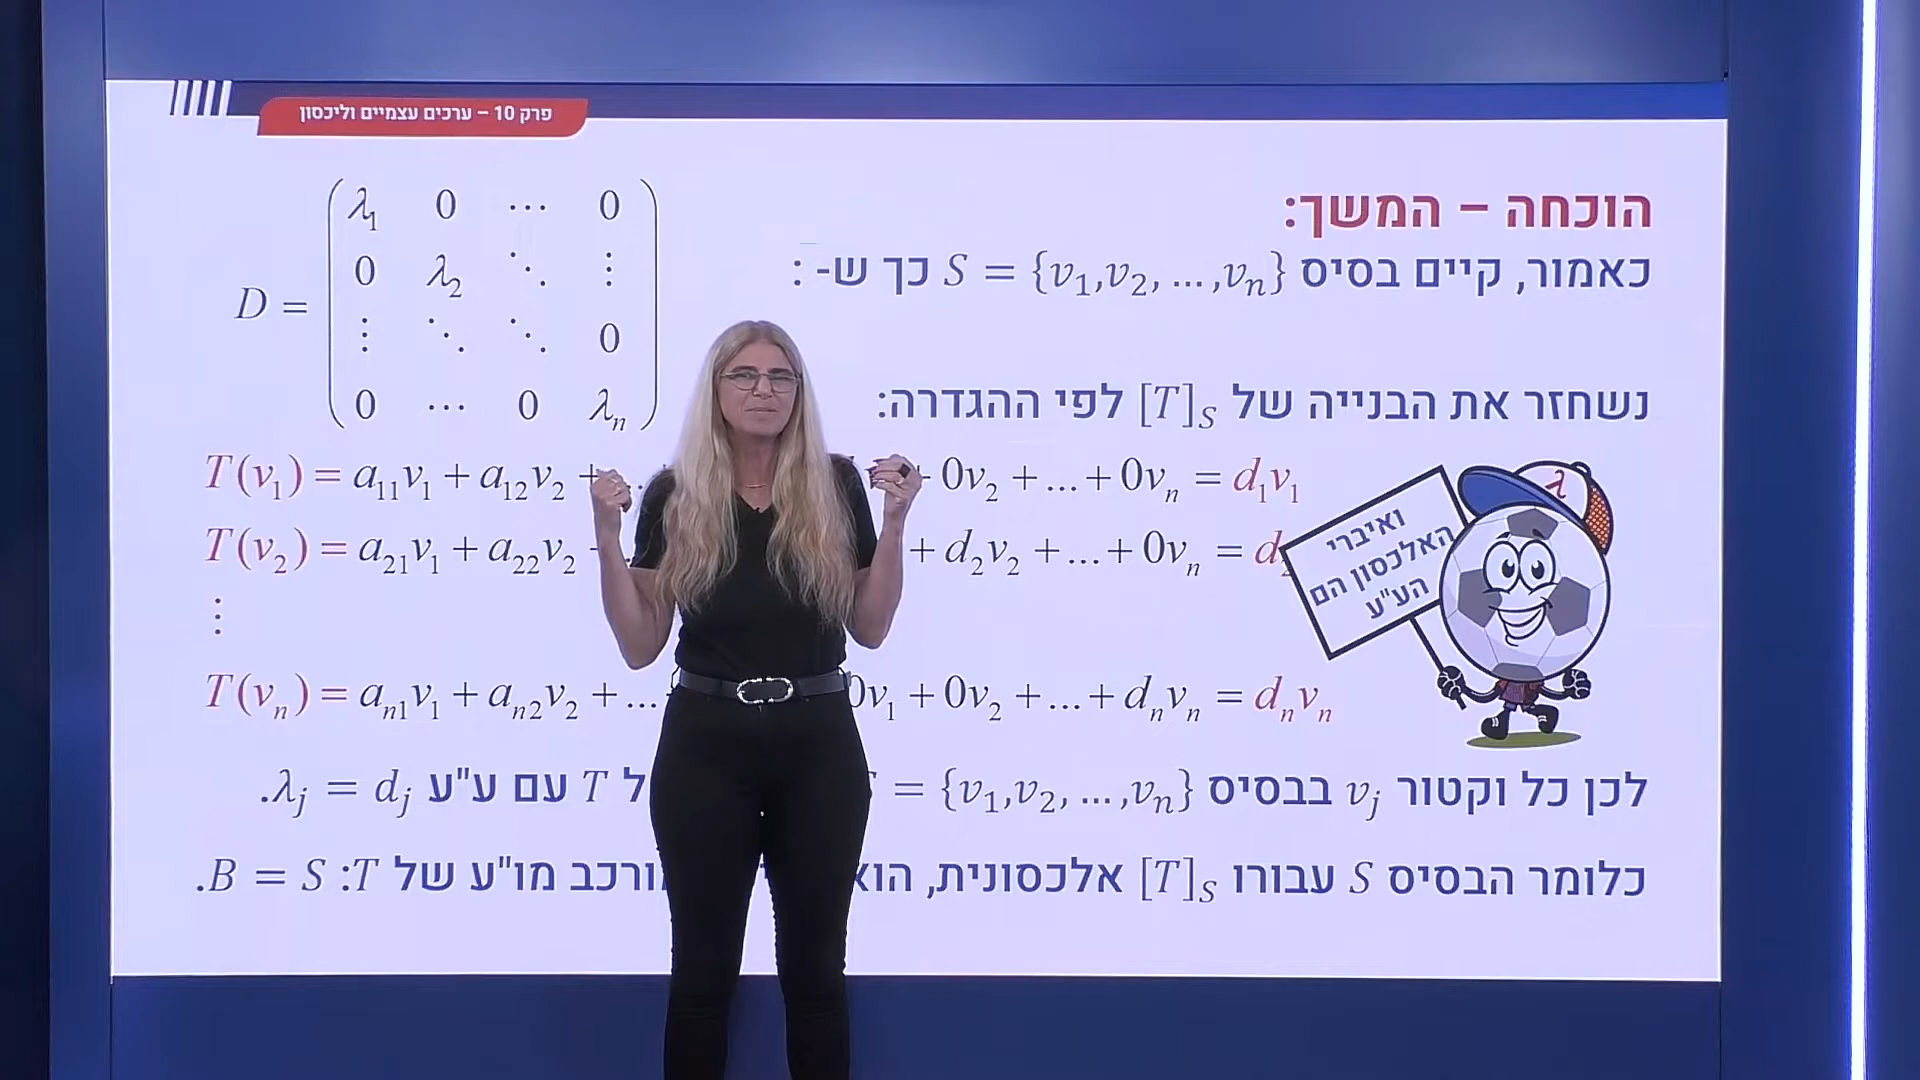 פרק 10 – ערכים עצמיים וליכסון
הוכחה – המשך:
כאמור, קיים בסיס S = {v₁,v₂, …,vₙ} כך ש- :
D = ( λ₁ 0 ⋯ 0
0 λ₂ ⋱ ⋮
⋮ ⋱ ⋱ 0
0 ⋯ 0 λₙ )
נשחזר את הבנייה של [T]_S לפי ההגדרה:
T(v₁) = a₁₁v₁ + a₁₂v₂ + + 0v₂ + ... + 0vₙ = d₁v₁
T(v₂) = a₂₁v₁ + a₂₂v₂ + d₂v₂ + ... + 0vₙ = d
⋮
T(vₙ) = aₙ₁v₁ + aₙ₂v₂ + ... 0v₁ + 0v₂ + ... + dₙvₙ = dₙvₙ
λ
ואיברי
האלכסון הם
הע"ע
לכן כל וקטור vⱼ בבסיס = {v₁,v₂, …,vₙ} T עם ע"ע λⱼ = dⱼ.
כלומר הבסיס S עבורו [T]_S אלכסונית, הוא מו"ע של T: B = S.